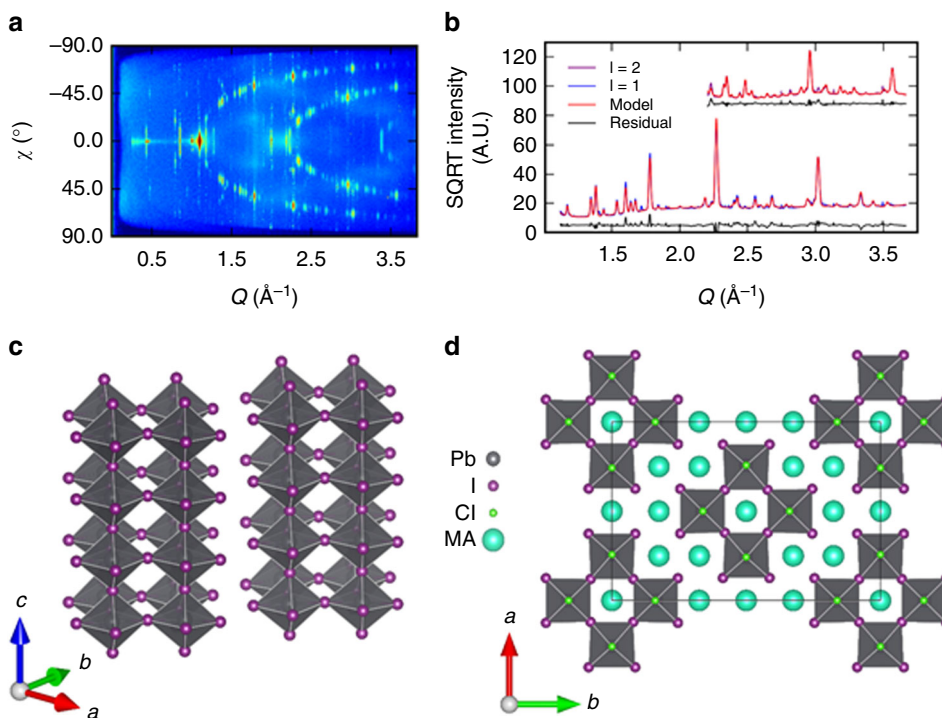 a
–90.0
–45.0
0.0
45.0
90.0
χ (°)
0.5
1.5
2.5
3.5
Q (Å⁻¹)
b
120
100
80
60
40
20
0
SQRT intensity
(A.U.)
l = 2
l = 1
Model
Residual
1.5
2.0
2.5
3.0
3.5
Q (Å⁻¹)
c
c
b
a
d
Pb
I
Cl
MA
a
b